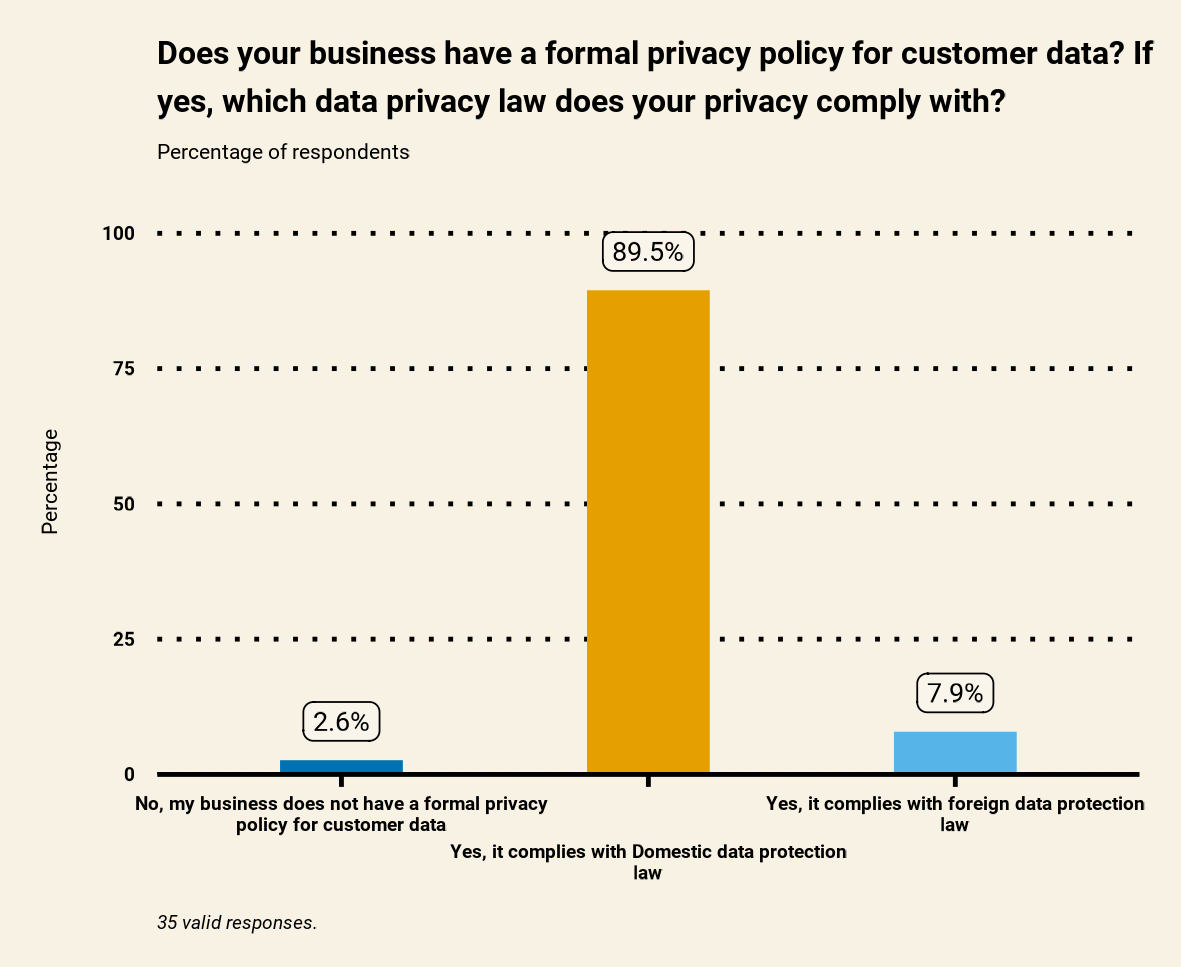 Does your business have a formal privacy policy for customer data? If
yes, which data privacy law does your privacy comply with?
Percentage of respondents
100
89.5%
75
Percentage
50
25
7.9%
2.6%
0
No, my business does not have a formal privacy
policy for customer data
Yes, it complies with foreign data protection
law
Yes, it complies with Domestic data protection
law
35 valid responses.